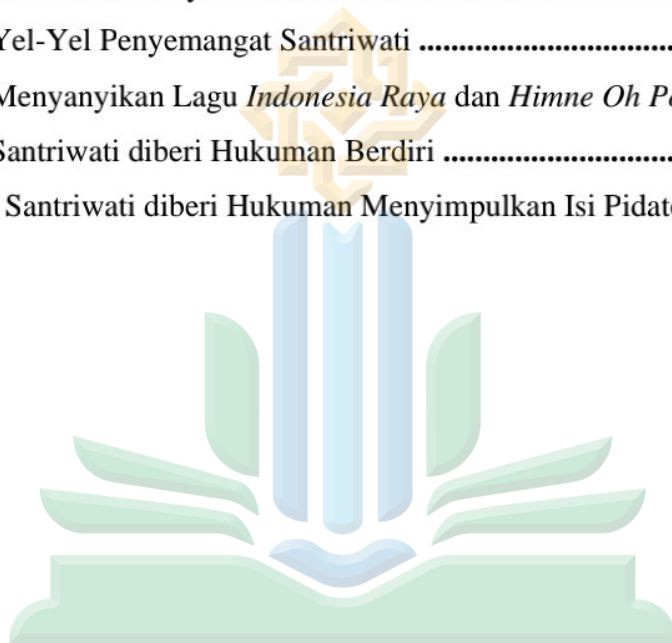 Yel-Yel Penyemangat Santriwati ................................
Menyanyikan Lagu Indonesia Raya dan Himne Oh
Santriwati diberi Hukuman Berdiri .............................
Santriwati diberi Hukuman Menyimpulkan Isi